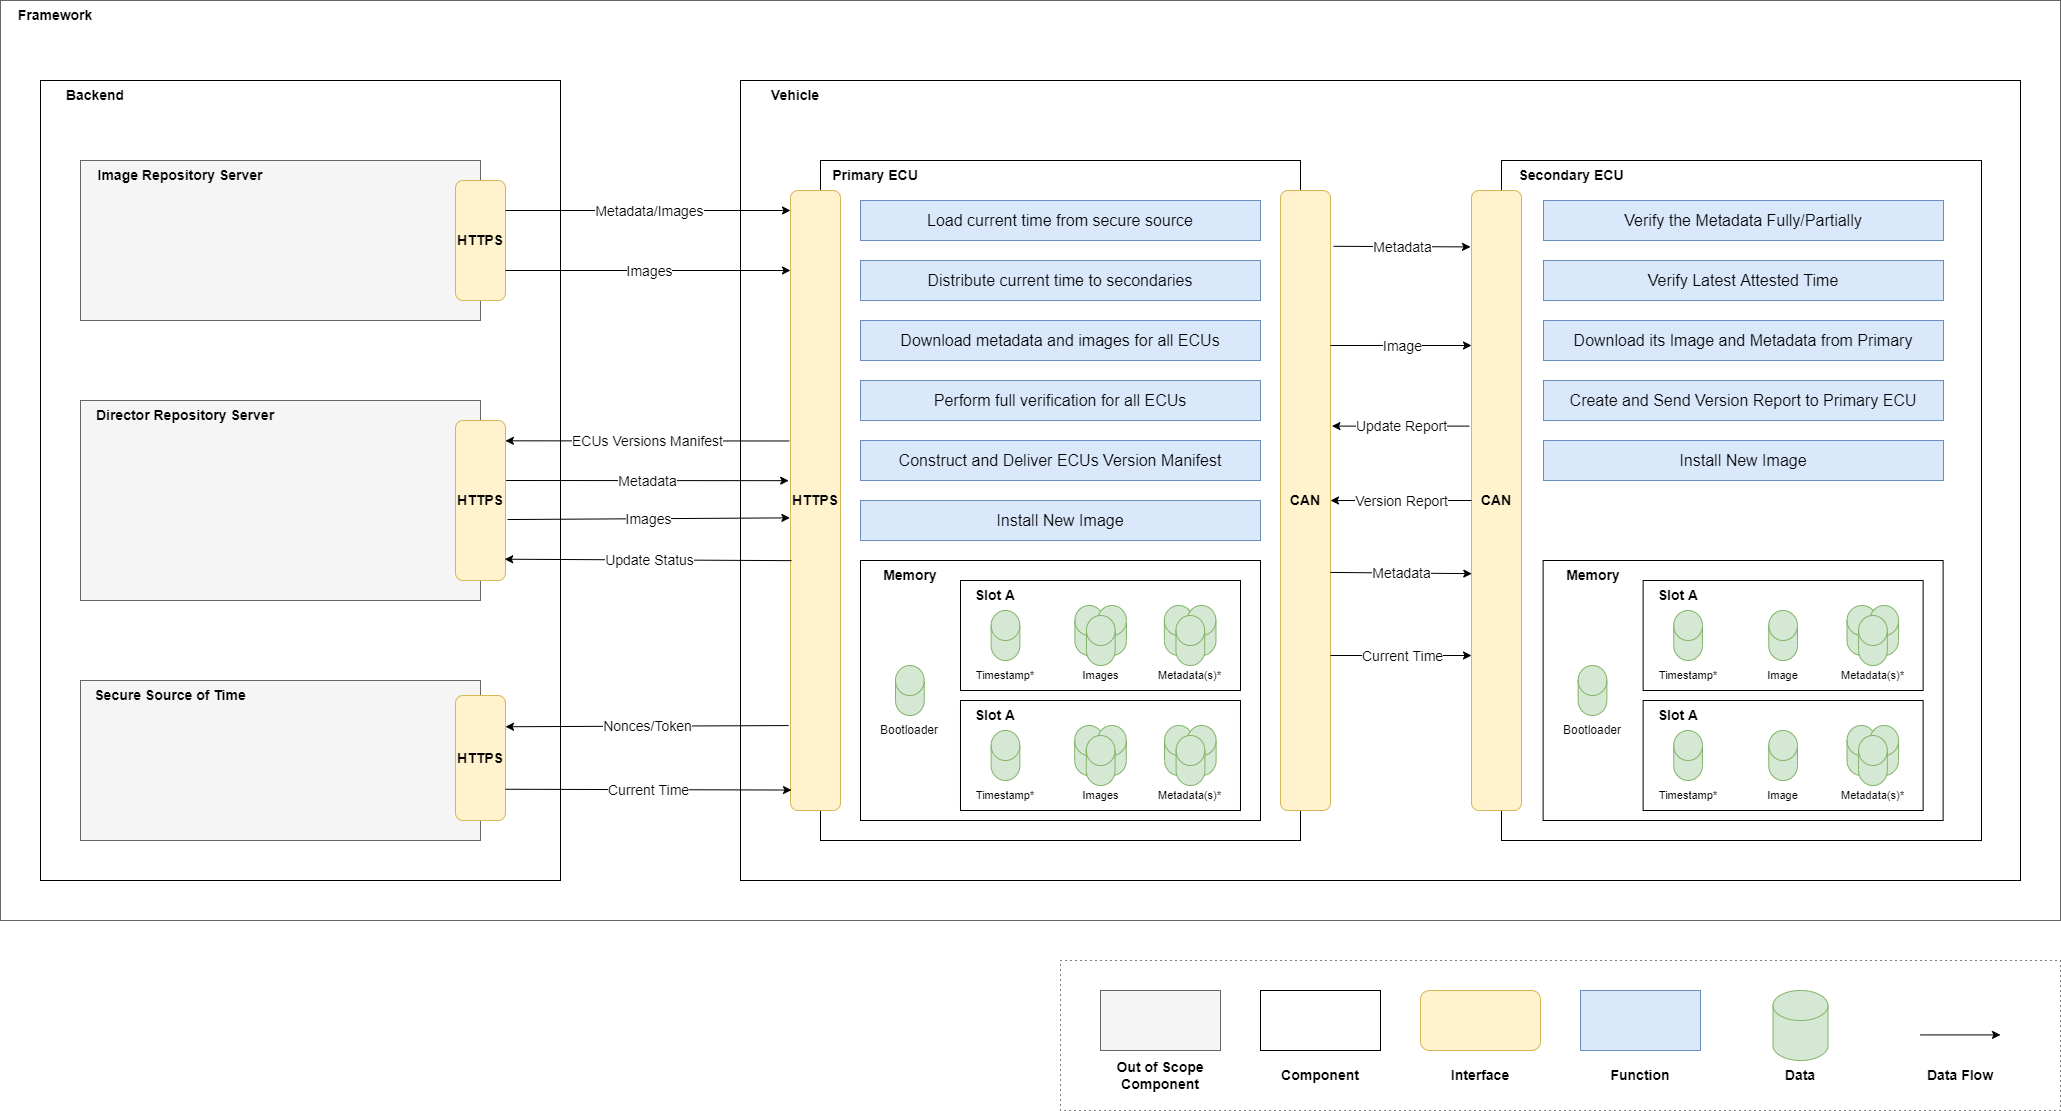 Framework
Backend
Image Repository Server
HTTPS
Director Repository Server
HTTPS
Secure Source of Time
HTTPS
Metadata/Images
Images
ECUs Versions Manifest
Metadata
Images
Update Status
Nonces/Token
Current Time
Vehicle
HTTPS
Primary ECU
Load current time from secure source
Distribute current time to secondaries
Download metadata and images for all ECUs
Perform full verification for all ECUs
Construct and Deliver ECUs Version Manifest
Install New Image
Memory
Bootloader
Slot A
Timestamp*
Images
Metadata(s)*
Slot A
Timestamp*
Images
Metadata(s)*
CAN
Metadata
Image
Update Report
Version Report
Metadata
Current Time
CAN
Secondary ECU
Verify the Metadata Fully/Partially
Verify Latest Attested Time
Download its Image and Metadata from Primary
Create and Send Version Report to Primary ECU
Install New Image
Memory
Bootloader
Slot A
Timestamp*
Image
Metadata(s)*
Slot A
Timestamp*
Image
Metadata(s)*
Out of Scope
Component
Component
Interface
Function
Data
Data Flow